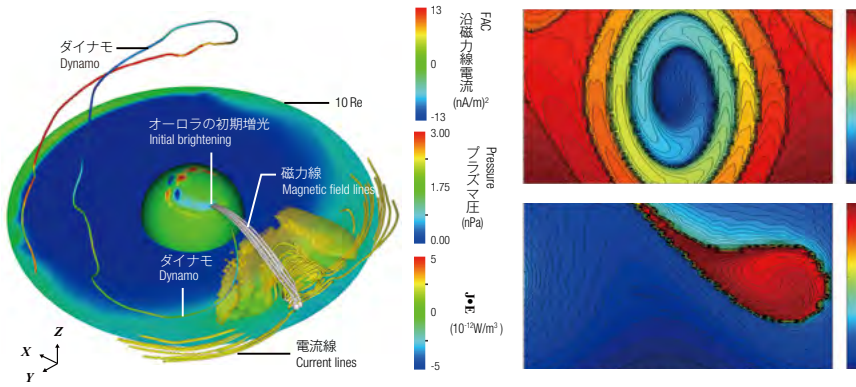 ダイナモ
Dynamo
10 Re
オーロラの初期増光
Initial brightening
磁力線
Magnetic field lines
ダイナモ
Dynamo
電流線
Current lines
Z
X
Y
13
0
-13
FAC
沿磁力線電流
(nA/m)²
3.00
1.75
0.00
Pressure
プラズマ圧
(nPa)
5
0
-5
J•E
(10⁻¹²W/m³)